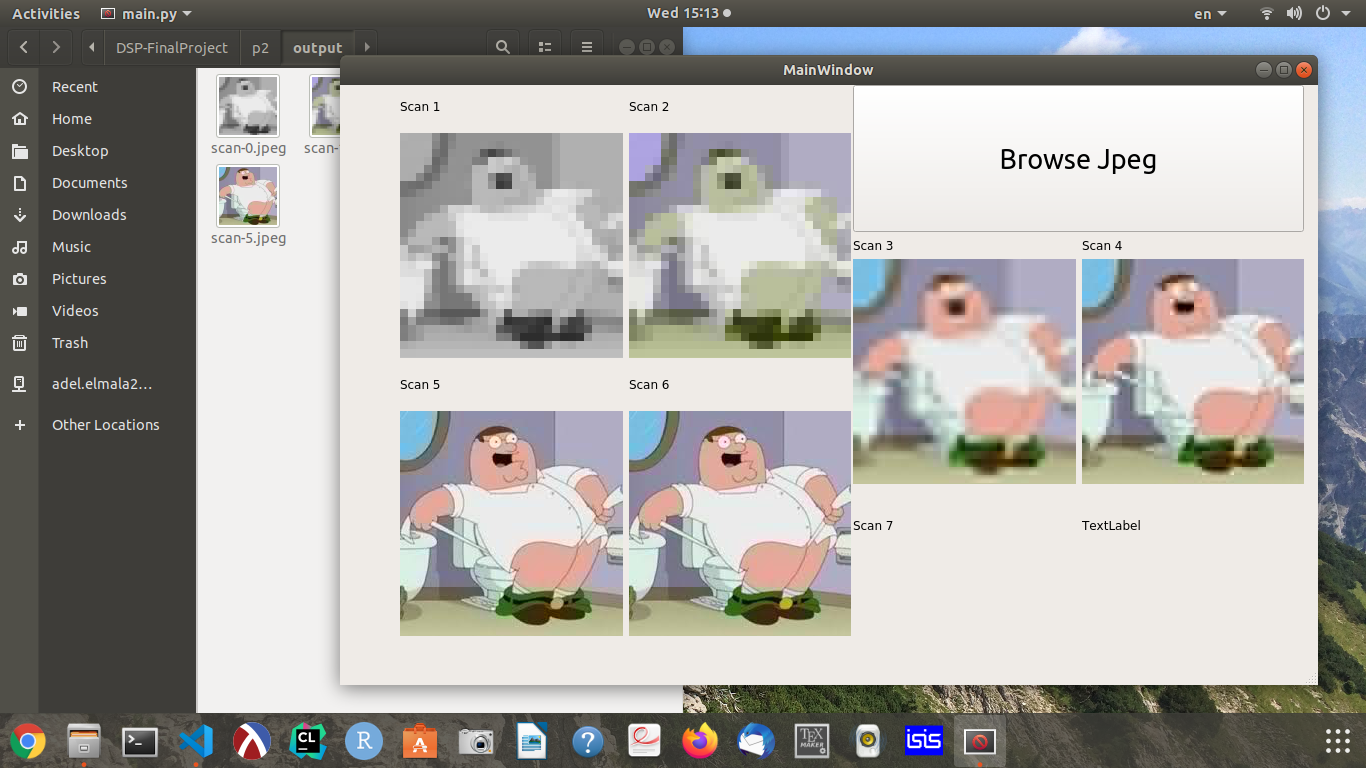 Activities
main.py
Wed 15:13
en
DSP-FinalProject
p2
output
MainWindow
Recent
Home
Desktop
Documents
Downloads
Music
Pictures
Videos
Trash
adel.elmala2…
Other Locations
scan-0.jpeg
scan-
scan-5.jpeg
Scan 1
Scan 2
Browse Jpeg
Scan 3
Scan 4
Scan 5
Scan 6
Scan 7
TextLabel
CL
R
A
?
TEX
MAKER
isis